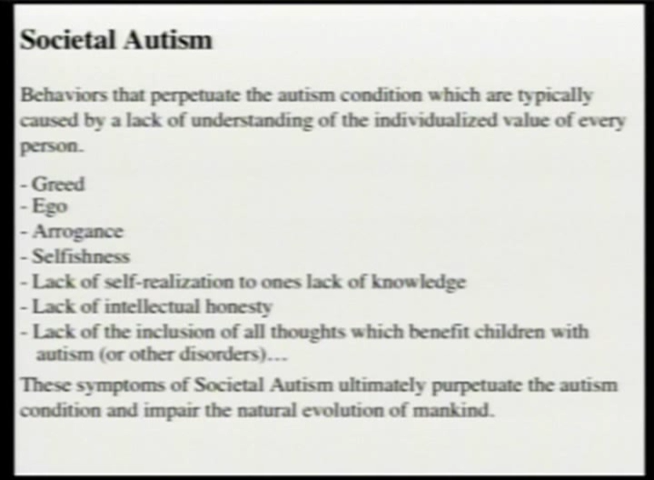 Societal Autism
Behaviors that perpetuate the autism condition which are typically
caused by a lack of understanding of the individualized value of every
person.
- Greed
- Ego
- Arrogance
- Selfishness
- Lack of self-realization to ones lack of knowledge
- Lack of intellectual honesty
- Lack of the inclusion of all thoughts which benefit children with
autism (or other disorders)...
These symptoms of Societal Autism ultimately purpetuate the autism
condition and impair the natural evolution of mankind.